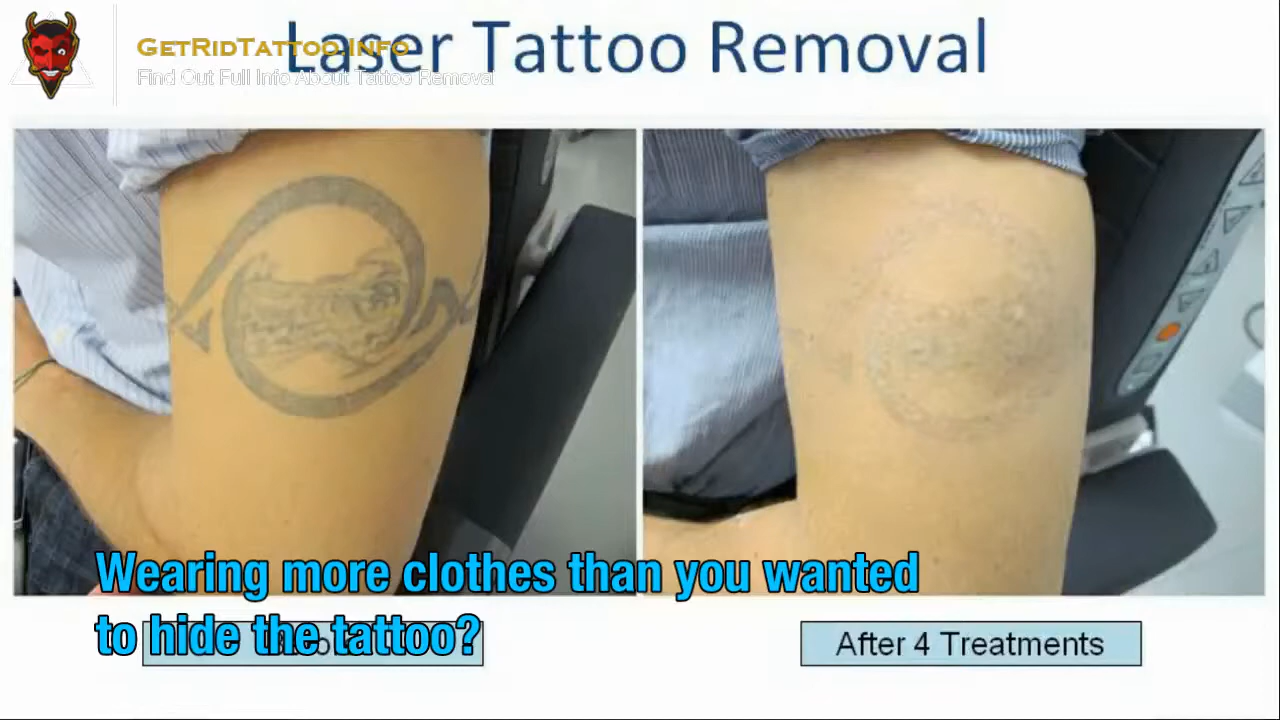 Laser Tattoo Removal
GetRidTattoo.Info
Find Out Full Info About Tattoo Removal
Wearing more clothes than you wanted
to hide the tattoo?
After 4 Treatments